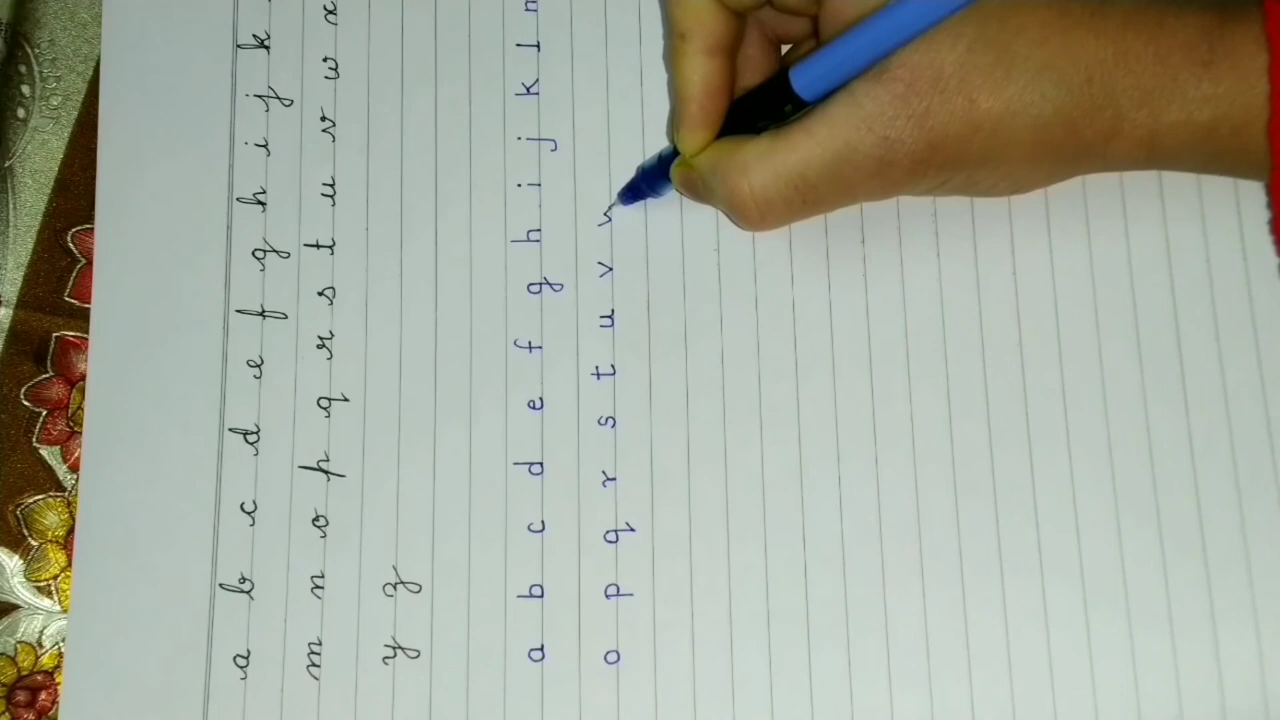 a b c d e f g h i j k
m n o p q r s t u v w x
y z
a b c d e f g h i j k l
o p q r s t u v